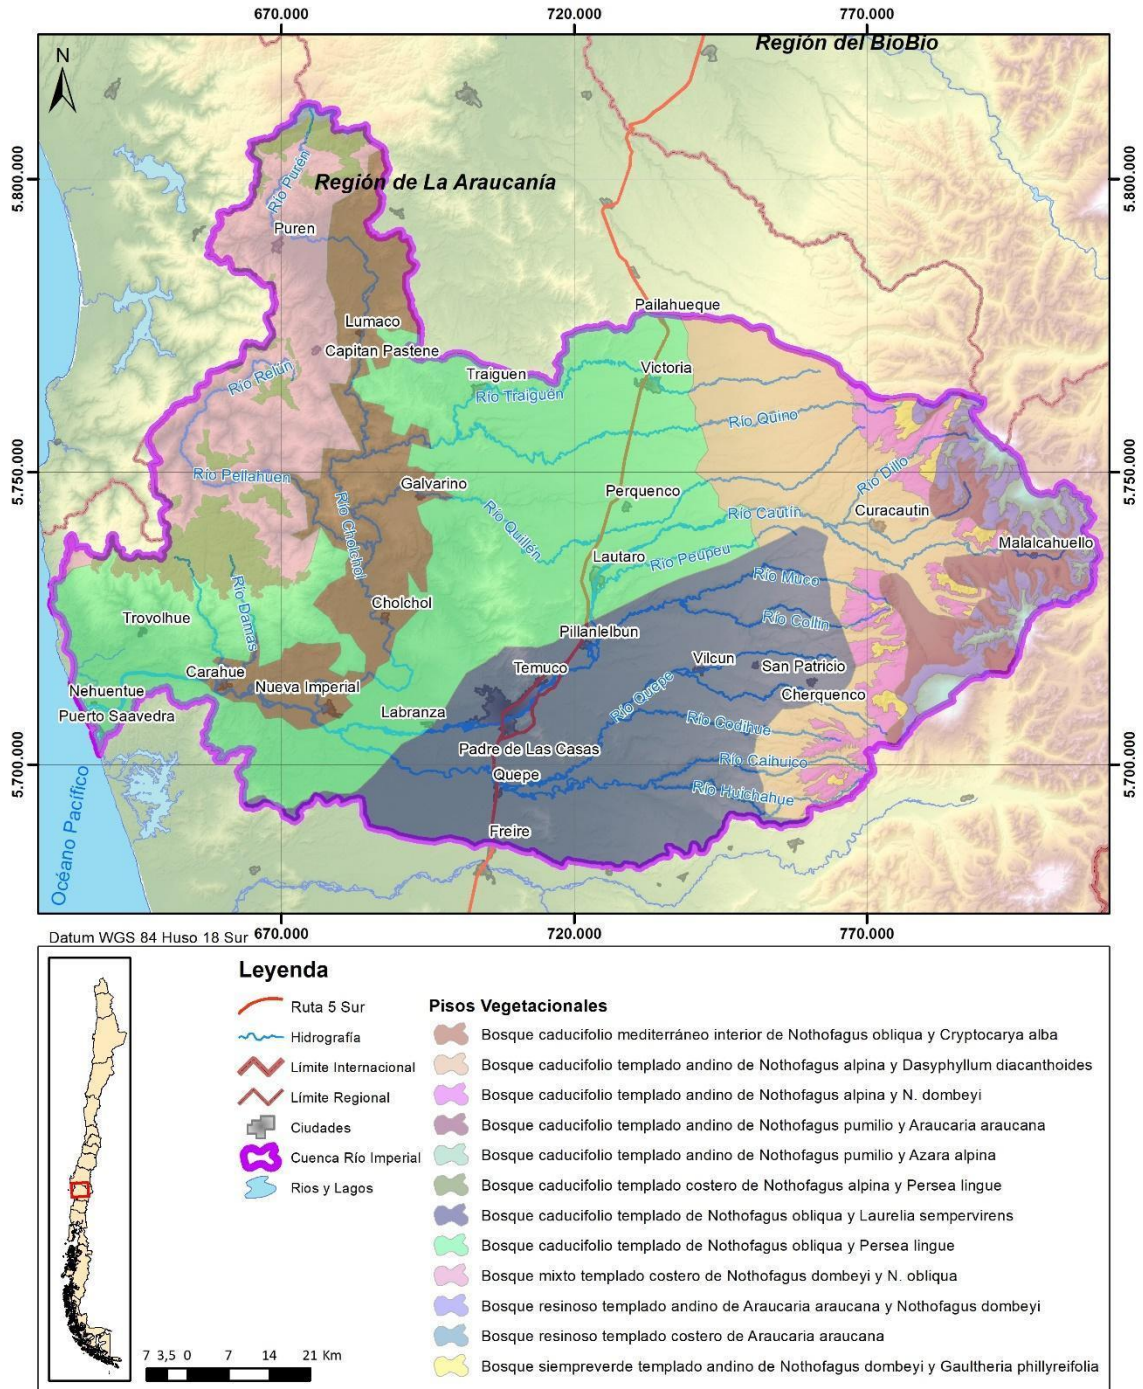 670.000
720.000
770.000
Región del BioBio
N
5.800.000
5.800.000
Río Purén
Región de La Araucanía
Puren
Pailahueque
Lumaco
Capitan Pastene
Traiguen
Victoria
Río Relún
Río Traiguén
Río Quino
5.750.000
5.750.000
Río Pellahuen
Río Dillo
Galvarino
Perquenco
Río Cautín
Curacautin
Río Quillén
Río Cholchol
Malalcahuello
Lautaro
Río Peupeu
Río Damas
Río Muco
Cholchol
Río Collin
Trovolhue
Pillanlelbun
Temuco
Vilcun
San Patricio
Carahue
Nueva Imperial
Cherquenco
Nehuentue
Río Quepe
Puerto Saavedra
Labranza
Río Codihue
Padre de Las Casas
Río Caihuico
5.700.000
5.700.000
Quepe
Río Huichahue
Freire
Océano Pacífico
Datum WGS 84 Huso 18 Sur
670.000
720.000
770.000
Leyenda
Ruta 5 Sur
Hidrografía
Límite Internacional
Límite Regional
Ciudades
Cuenca Río Imperial
Rios y Lagos
Pisos Vegetacionales
Bosque caducifolio mediterráneo interior de Nothofagus obliqua y Cryptocarya alba
Bosque caducifolio templado andino de Nothofagus alpina y Dasyphyllum diacanthoides
Bosque caducifolio templado andino de Nothofagus alpina y N. dombeyi
Bosque caducifolio templado andino de Nothofagus pumilio y Araucaria araucana
Bosque caducifolio templado andino de Nothofagus pumilio y Azara alpina
Bosque caducifolio templado costero de Nothofagus alpina y Persea lingue
Bosque caducifolio templado de Nothofagus obliqua y Laurelia sempervirens
Bosque caducifolio templado de Nothofagus obliqua y Persea lingue
Bosque mixto templado costero de Nothofagus dombeyi y N. obliqua
Bosque resinoso templado andino de Araucaria araucana y Nothofagus dombeyi
Bosque resinoso templado costero de Araucaria araucana
Bosque siempreverde templado andino de Nothofagus dombeyi y Gaultheria phillyreifolia
7 3,5 0 7 14 21 Km